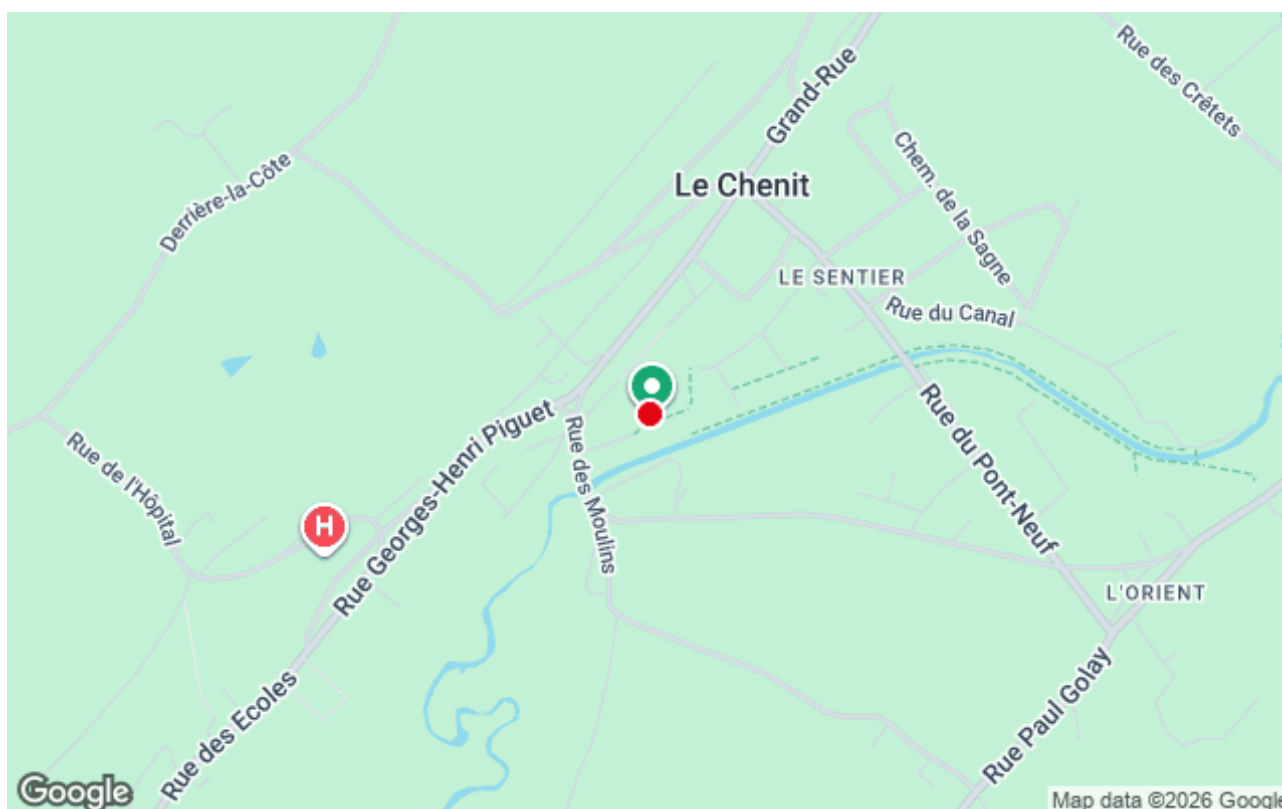 Grand-Rue
Rue des Crêtets
Le Chenit
Chem. de la Sagne
Derrière-la-Côte
LE SENTIER
Rue du Canal
Rue Georges-Henri Piguet
Rue des Moulins
Rue du Pont-Neuf
Rue de l'Hôpital
H
L'ORIENT
Rue des Ecoles
Rue Paul Golay
Google
Map data ©2026 Google